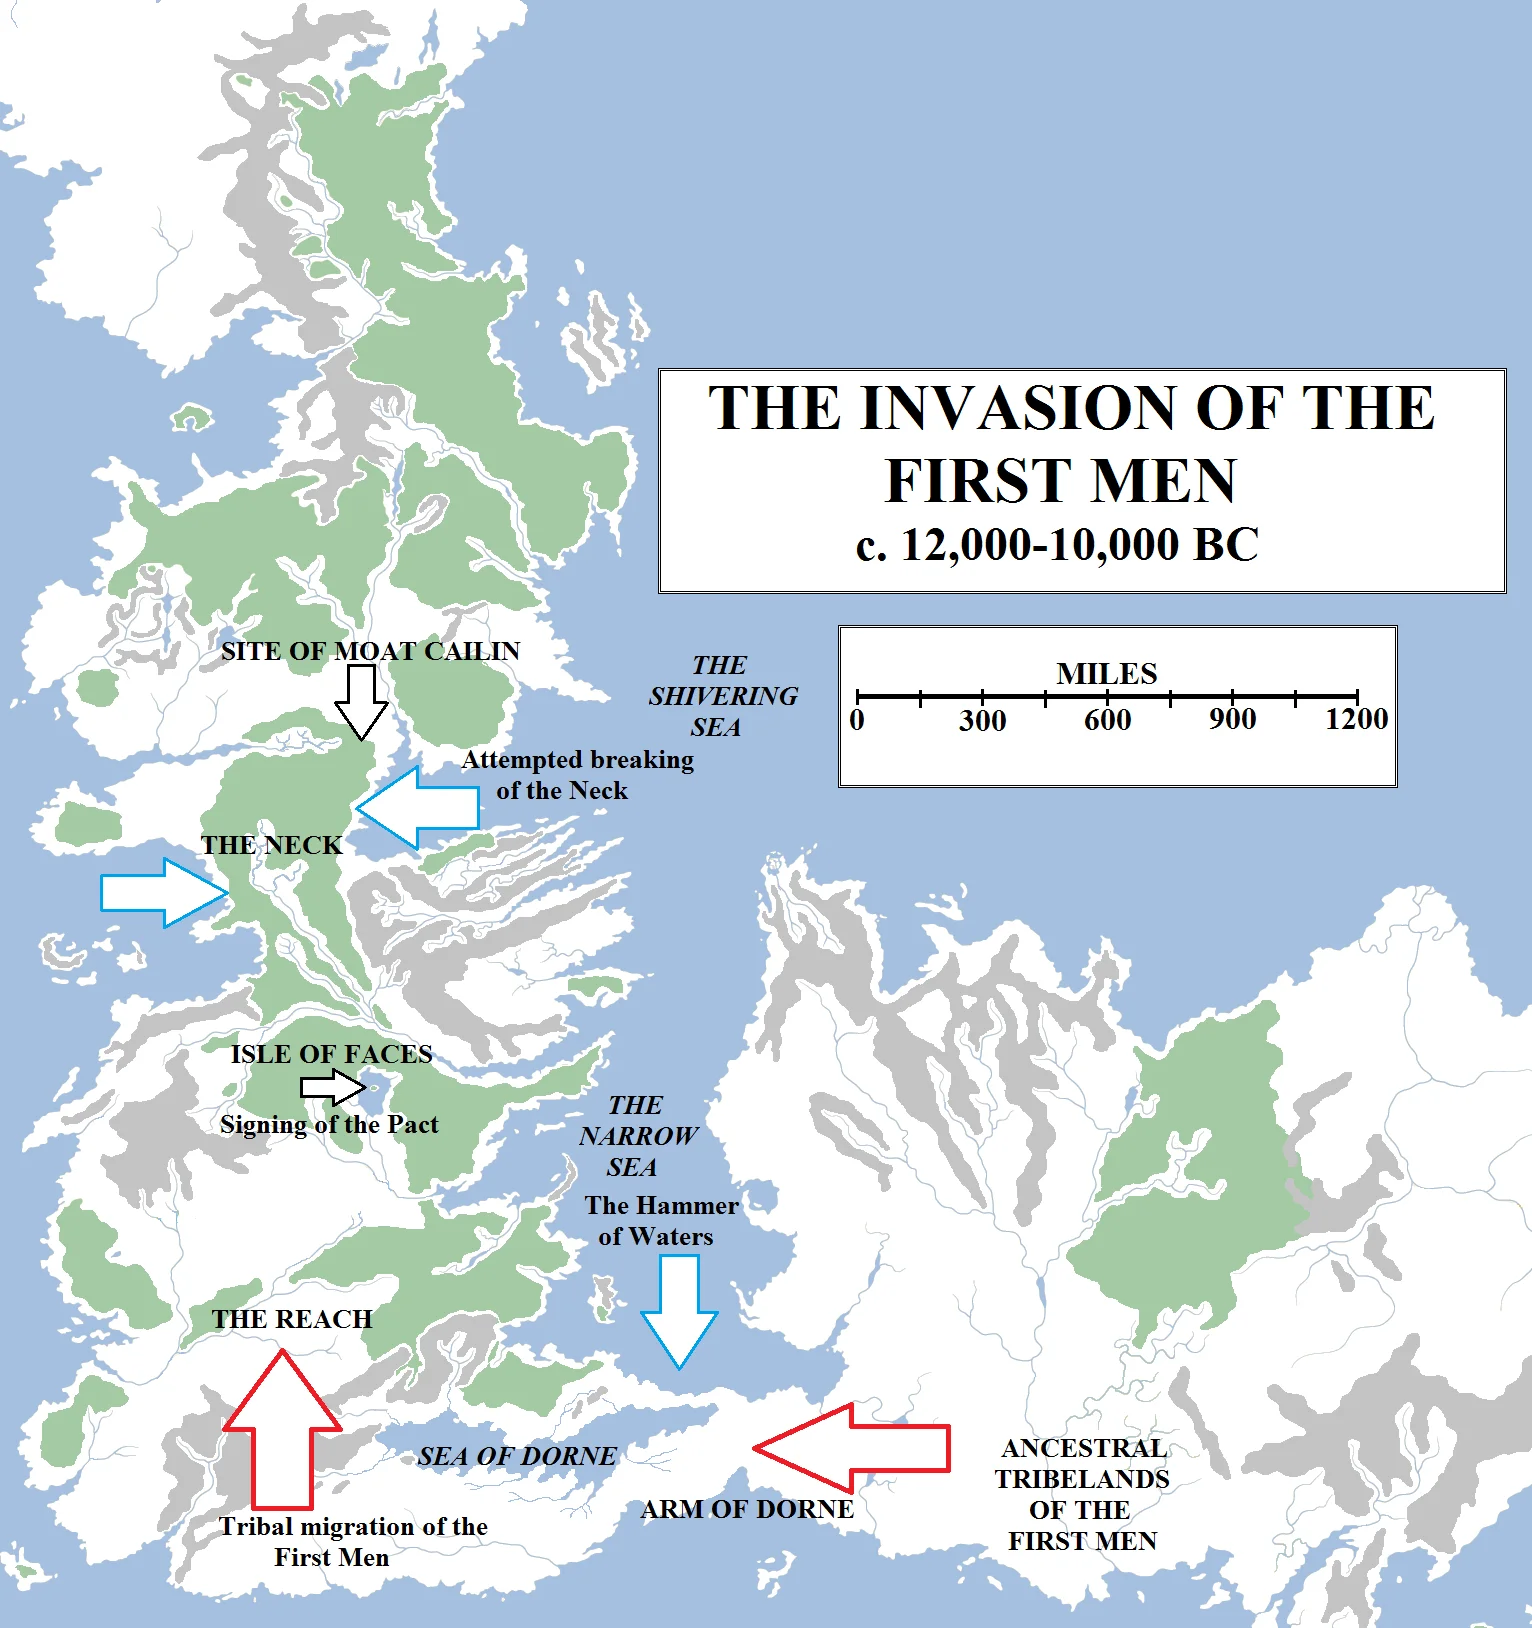 THE INVASION OF THE
FIRST MEN
c. 12,000-10,000 BC
SITE OF MOAT CAILIN
THE
SHIVERING
SEA
MILES
0 300 600 900 1200
Attempted breaking
of the Neck
THE NECK
ISLE OF FACES
Signing of the Pact
THE
NARROW
SEA
The Hammer
of Waters
THE REACH
SEA OF DORNE
ARM OF DORNE
ANCESTRAL
TRIBELANDS
OF THE
FIRST MEN
Tribal migration of the
First Men